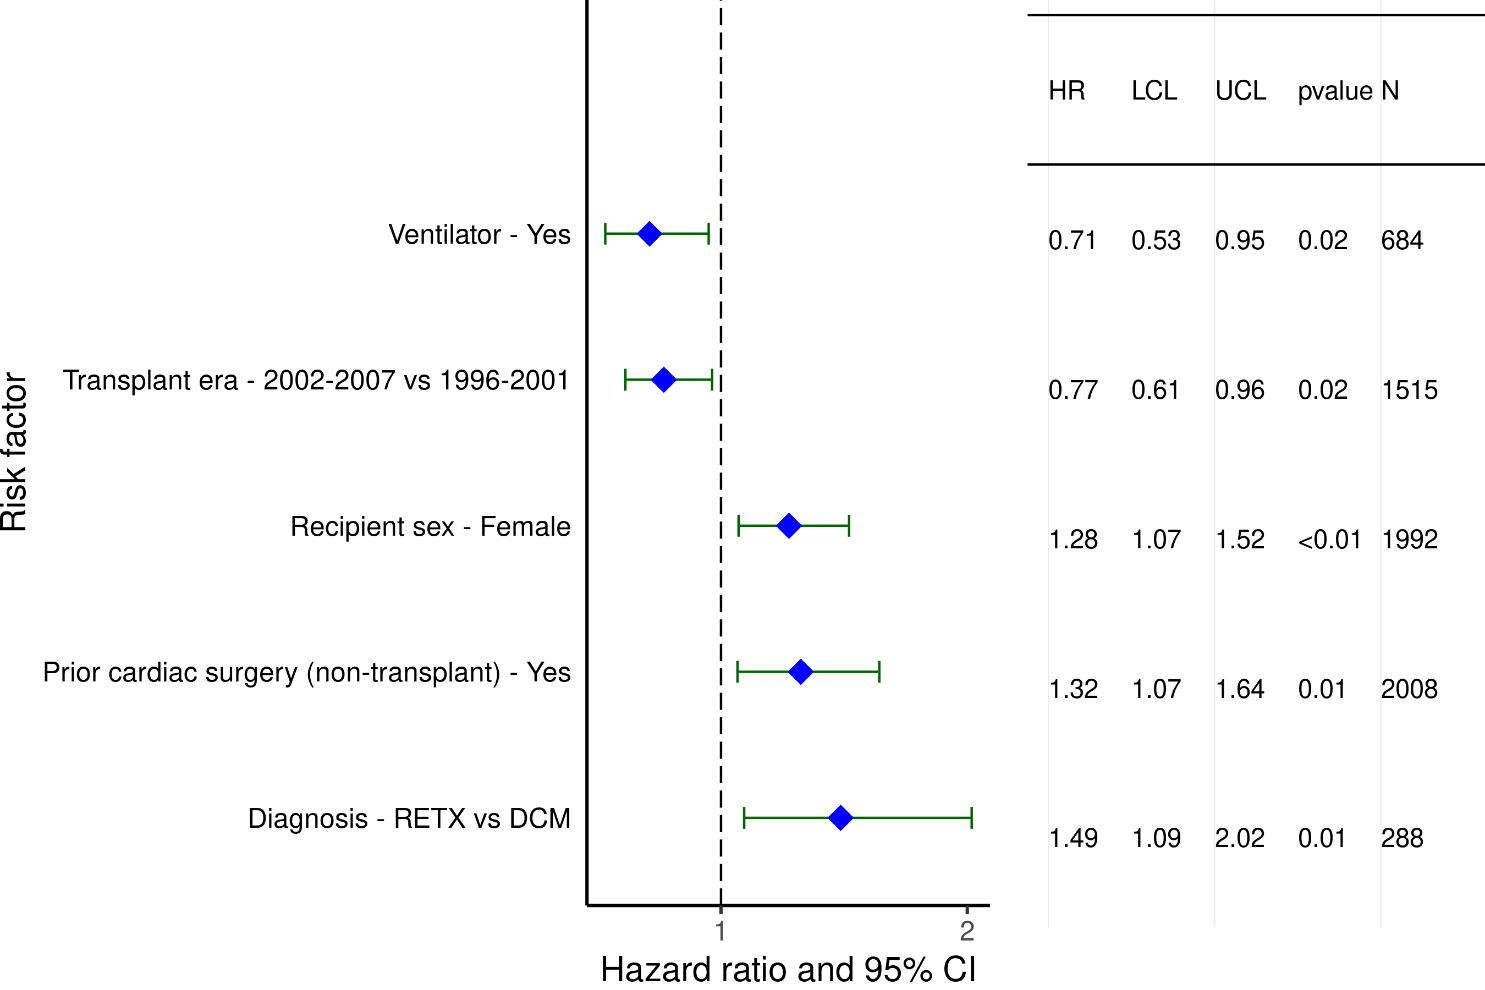 HR LCL UCL pvalue N
Ventilator - Yes 0.71 0.53 0.95 0.02 684
Transplant era - 2002-2007 vs 1996-2001 0.77 0.61 0.96 0.02 1515
Recipient sex - Female 1.28 1.07 1.52 <0.01 1992
Prior cardiac surgery (non-transplant) - Yes 1.32 1.07 1.64 0.01 2008
Diagnosis - RETX vs DCM 1.49 1.09 2.02 0.01 288
Risk factor
1 2
Hazard ratio and 95% CI